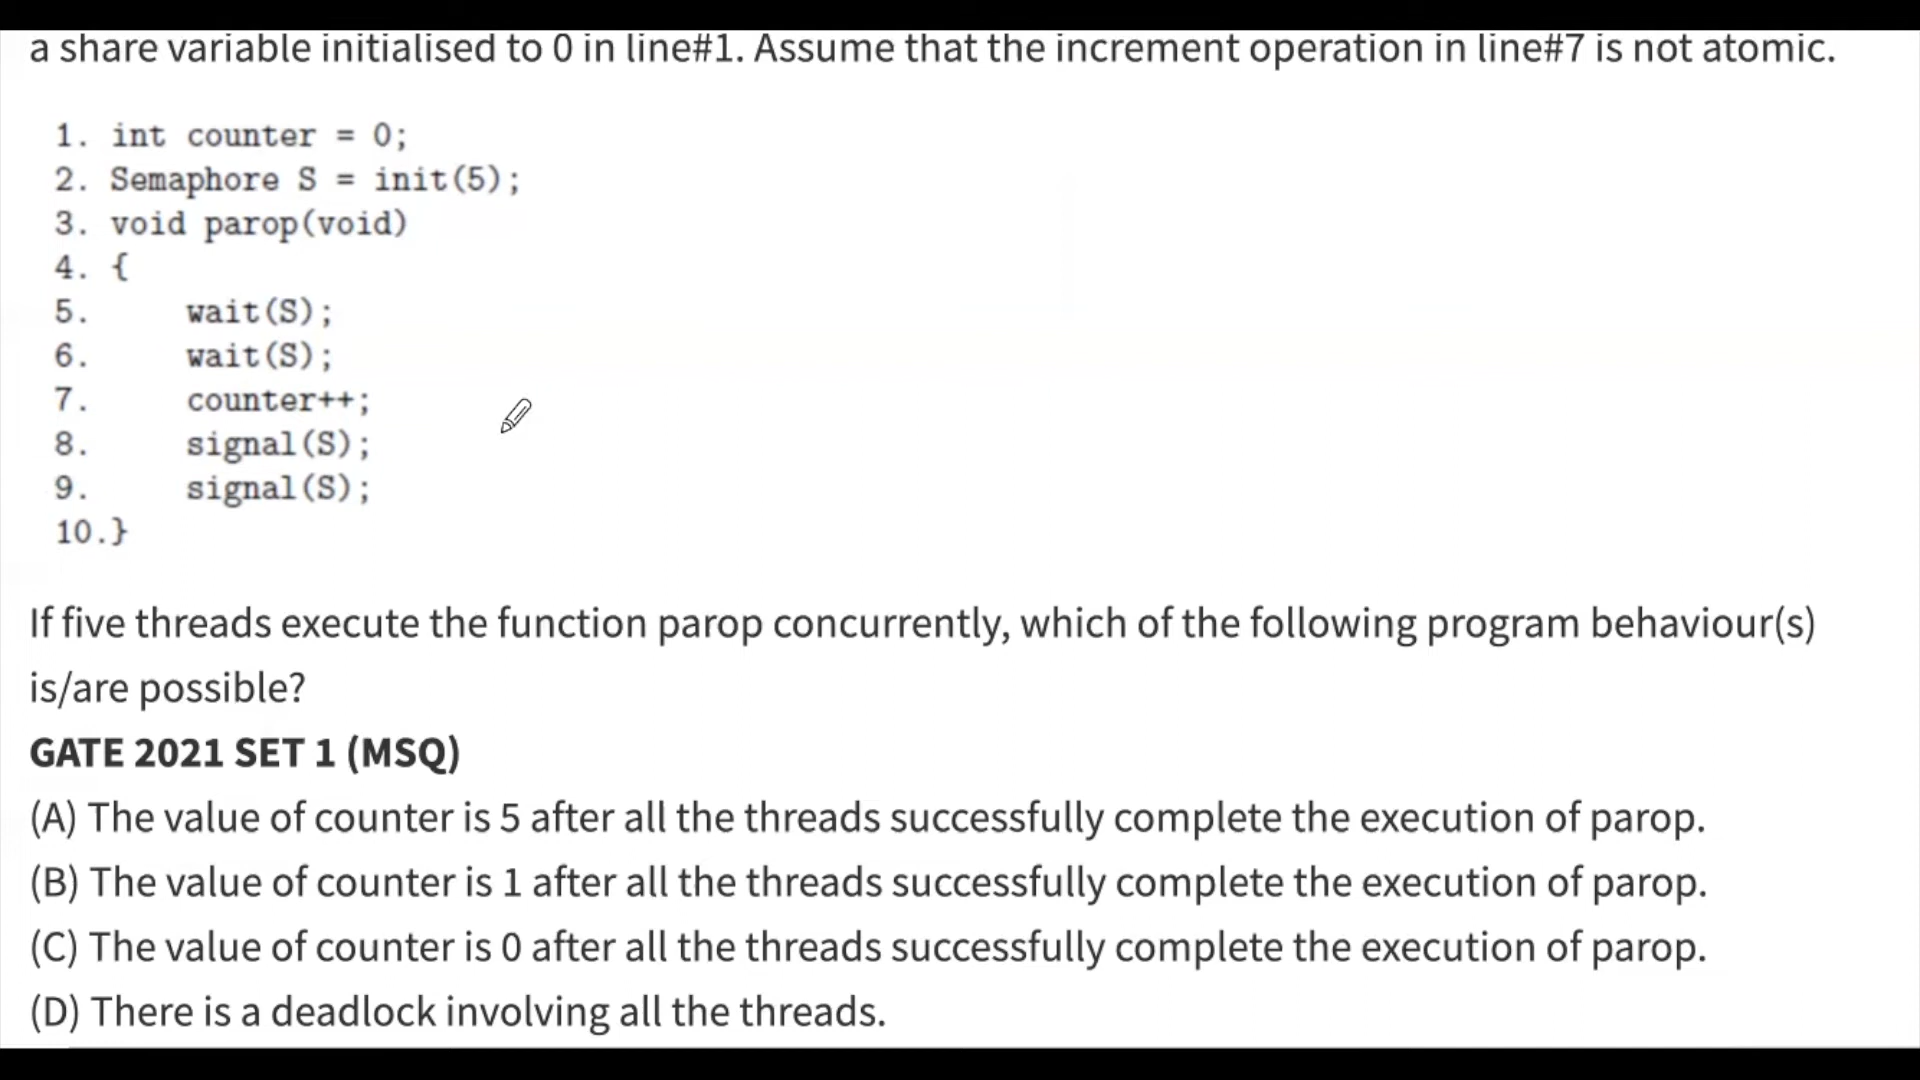 a share variable initialised to 0 in line#1. Assume that the increment operation in line#7 is not atomic.
1. int counter = 0;
2. Semaphore S = init(5);
3. void parop(void)
4. {
5. wait(S);
6. wait(S);
7. counter++;
8. signal(S);
9. signal(S);
10.}
If five threads execute the function parop concurrently, which of the following program behaviour(s)
is/are possible?
GATE 2021 SET 1 (MSQ)
(A) The value of counter is 5 after all the threads successfully complete the execution of parop.
(B) The value of counter is 1 after all the threads successfully complete the execution of parop.
(C) The value of counter is 0 after all the threads successfully complete the execution of parop.
(D) There is a deadlock involving all the threads.